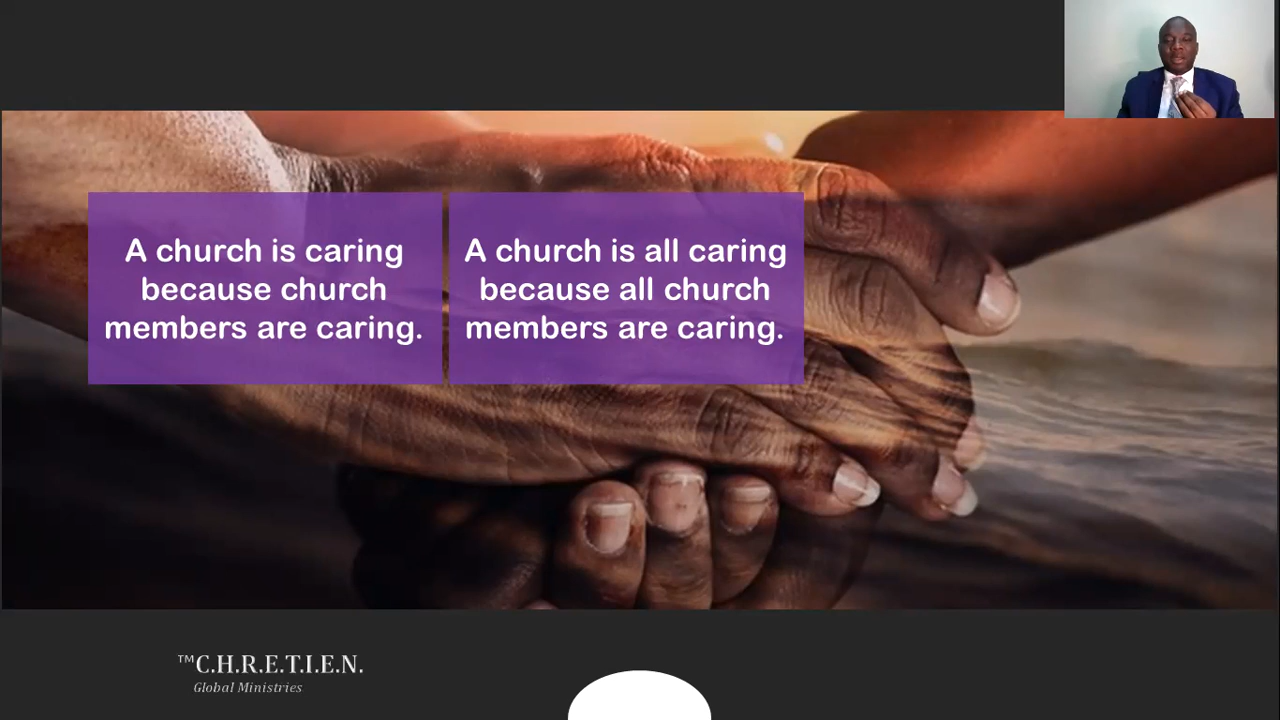 A church is caring
because church
members are caring.
A church is all caring
because all church
members are caring.
™C.H.R.E.T.I.E.N.
Global Ministries